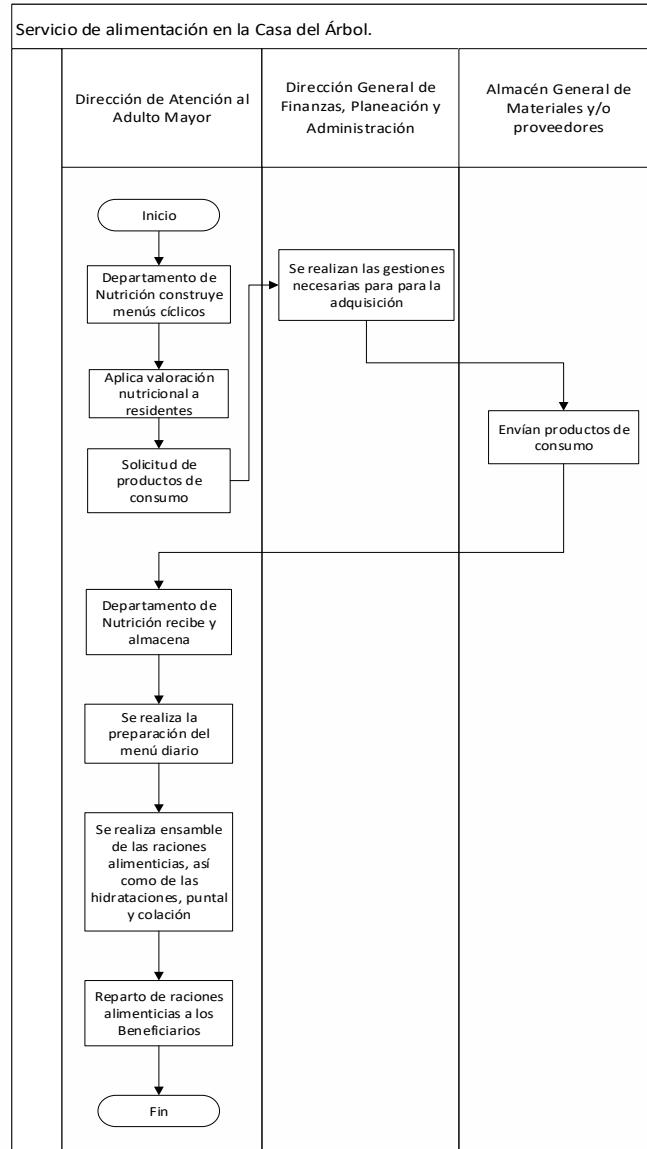 Servicio de alimentación en la Casa del Árbol.
Dirección de Atención al
Adulto Mayor
Dirección General de
Finanzas, Planeación y
Administración
Almacén General de
Materiales y/o
proveedores
Inicio
Departamento de
Nutrición construye
menús cíclicos
Aplica valoración
nutricional a
residentes
Solicitud de
productos de
consumo
Se realizan las gestiones
necesarias para para la
adquisición
Envían productos de
consumo
Departamento de
Nutrición recibe y
almacena
Se realiza la
preparación del
menú diario
Se realiza ensamble
de las raciones
alimenticias, así
como de las
hidrataciones, puntal
y colación
Reparto de raciones
alimenticias a los
Beneficiarios
Fin